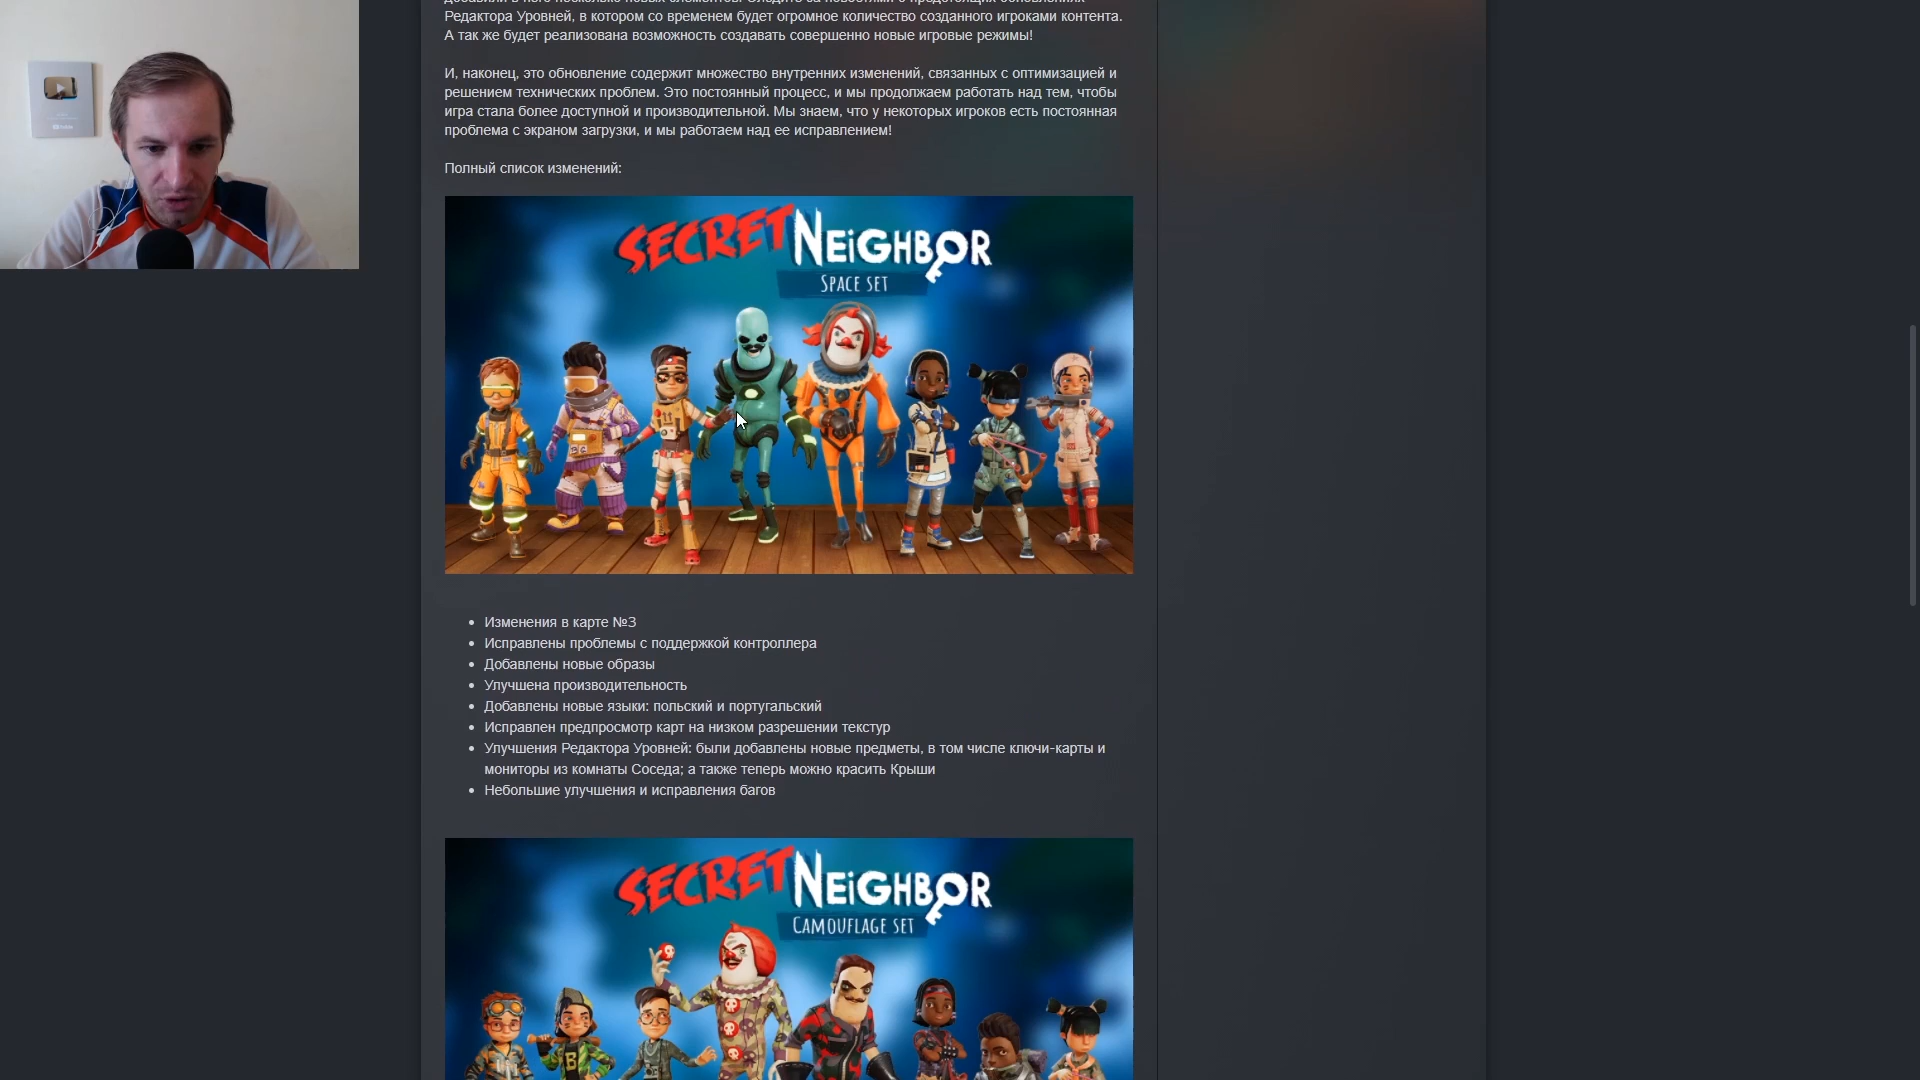 Редактора Уровней, в котором со временем будет огромное количество созданного игроками контента.
А так же будет реализована возможность создавать совершенно новые игровые режимы!
И, наконец, это обновление содержит множество внутренних изменений, связанных с оптимизацией и
решением технических проблем. Это постоянный процесс, и мы продолжаем работать над тем, чтобы
игра стала более доступной и производительной. Мы знаем, что у некоторых игроков есть постоянная
проблема с экраном загрузки, и мы работаем над ее исправлением!
Полный список изменений:
SECRET NEIGHBOR
SPACE SET
Изменения в карте №3
Исправлены проблемы с поддержкой контроллера
Добавлены новые образы
Улучшена производительность
Добавлены новые языки: польский и португальский
Исправлен предпросмотр карт на низком разрешении текстур
Улучшения Редактора Уровней: были добавлены новые предметы, в том числе ключи-карты и
мониторы из комнаты Соседа; а также теперь можно красить Крыши
Небольшие улучшения и исправления багов
SECRET NEIGHBOR
CAMOUFLAGE SET
B